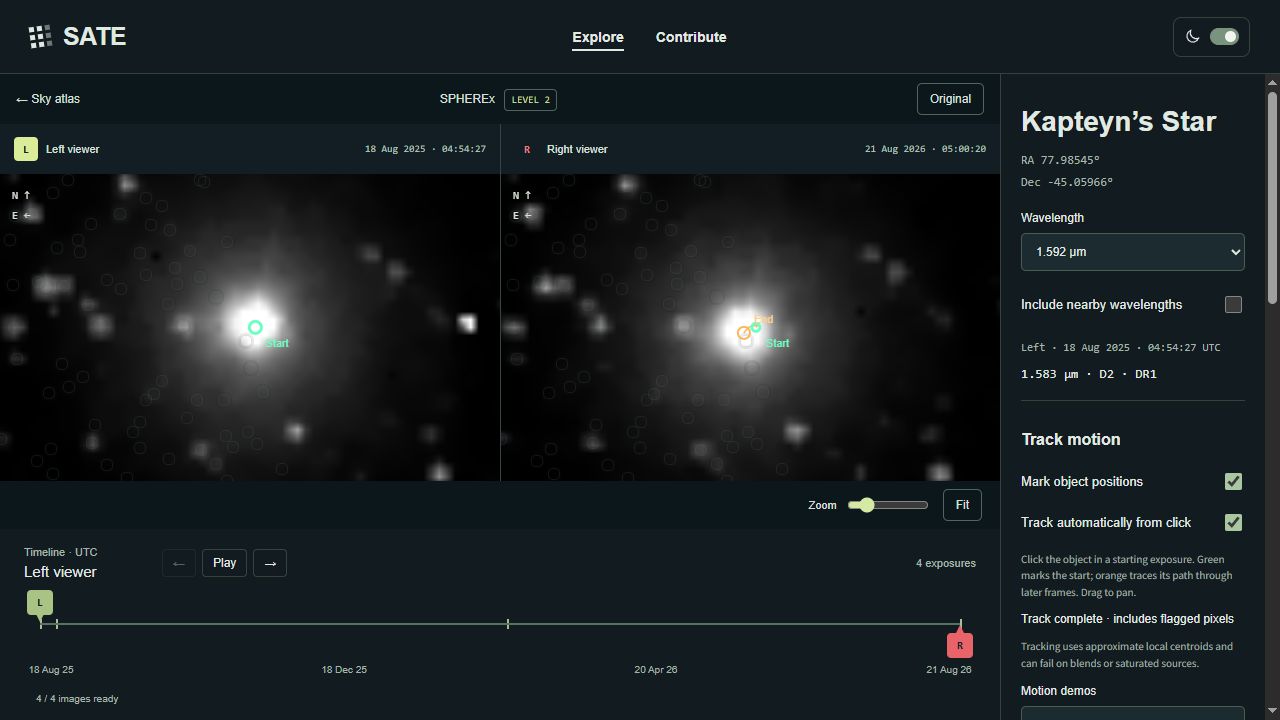 SATE
Explore
Contribute
← Sky atlas
SPHEREx
LEVEL 2
Original
L
Left viewer
18 Aug 2025 · 04:54:27
R
Right viewer
21 Aug 2026 · 05:00:20
N ↑
E ←
Start
N ↑
E ←
End
Start
Zoom
Fit
Timeline · UTC
Left viewer
←
Play
→
4 exposures
L
R
18 Aug 25
18 Dec 25
20 Apr 26
21 Aug 26
4 / 4 images ready
Kapteyn’s Star
RA 77.98545°
Dec -45.05966°
Wavelength
1.592 µm
Include nearby wavelengths
Left · 18 Aug 2025 · 04:54:27 UTC
1.583 µm · D2 · DR1
Track motion
Mark object positions
Track automatically from click
Click the object in a starting exposure. Green
marks the start; orange traces its path through
later frames. Drag to pan.
Track complete · includes flagged pixels
Tracking uses approximate local centroids and
can fail on blends or saturated sources.
Motion demos